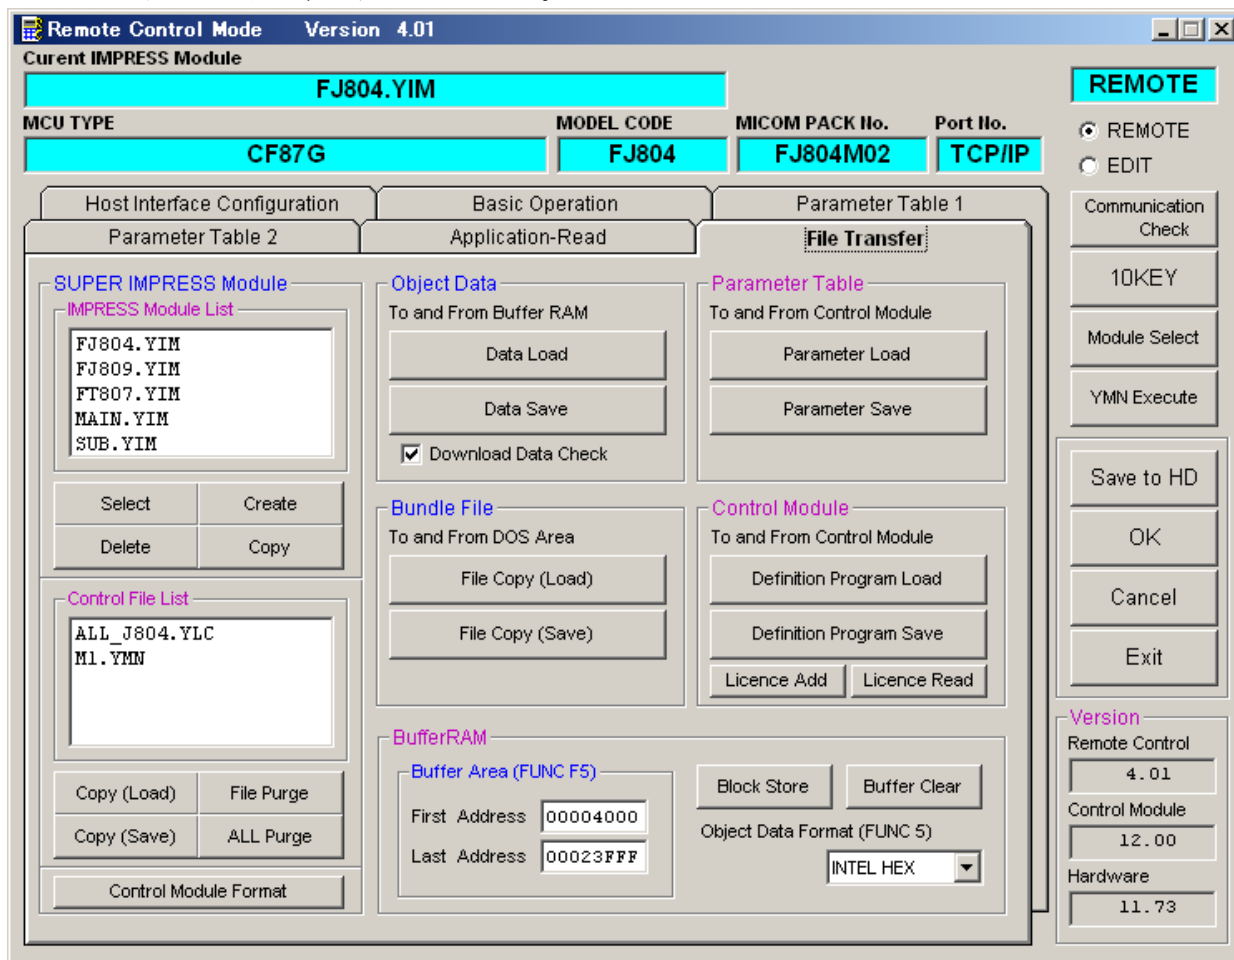 Remote Control Mode Version 4.01
Curent IMPRESS Module
FJ804.YIM
REMOTE
MCU TYPE
MODEL CODE
MICOM PACK No.
Port No.
CF87G
FJ804
FJ804M02
TCP/IP
REMOTE
EDIT
Host Interface Configuration
Basic Operation
Parameter Table 1
Parameter Table 2
Application-Read
File Transfer
Communication
Check
10KEY
Module Select
YMN Execute
SUPER IMPRESS Module
IMPRESS Module List
FJ804.YIM
FJ809.YIM
FT807.YIM
MAIN.YIM
SUB.YIM
Select
Create
Delete
Copy
Control File List
ALL_J804.YLC
M1.YMN
Copy (Load)
File Purge
Copy (Save)
ALL Purge
Control Module Format
Object Data
To and From Buffer RAM
Data Load
Data Save
Download Data Check
Parameter Table
To and From Control Module
Parameter Load
Parameter Save
Bundle File
To and From DOS Area
File Copy (Load)
File Copy (Save)
Control Module
To and From Control Module
Definition Program Load
Definition Program Save
Licence Add
Licence Read
BufferRAM
Buffer Area (FUNC F5)
First Address
00004000
Last Address
00023FFF
Block Store
Buffer Clear
Object Data Format (FUNC 5)
INTEL HEX
Save to HD
OK
Cancel
Exit
Version
Remote Control
4.01
Control Module
12.00
Hardware
11.73